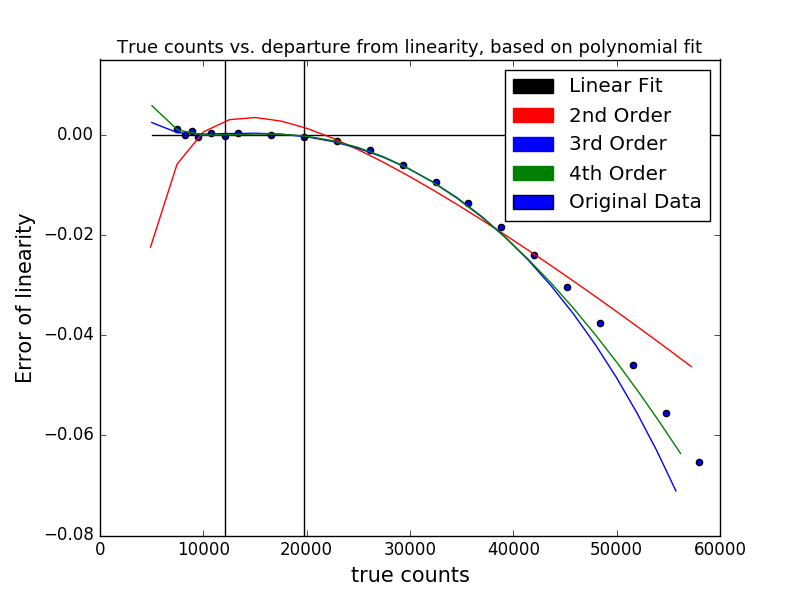 True counts vs. departure from linearity, based on polynomial fit
Linear Fit
2nd Order
3rd Order
4th Order
Original Data
Error of linearity
0.00
−0.02
−0.04
−0.06
−0.08
0 10000 20000 30000 40000 50000 60000
true counts